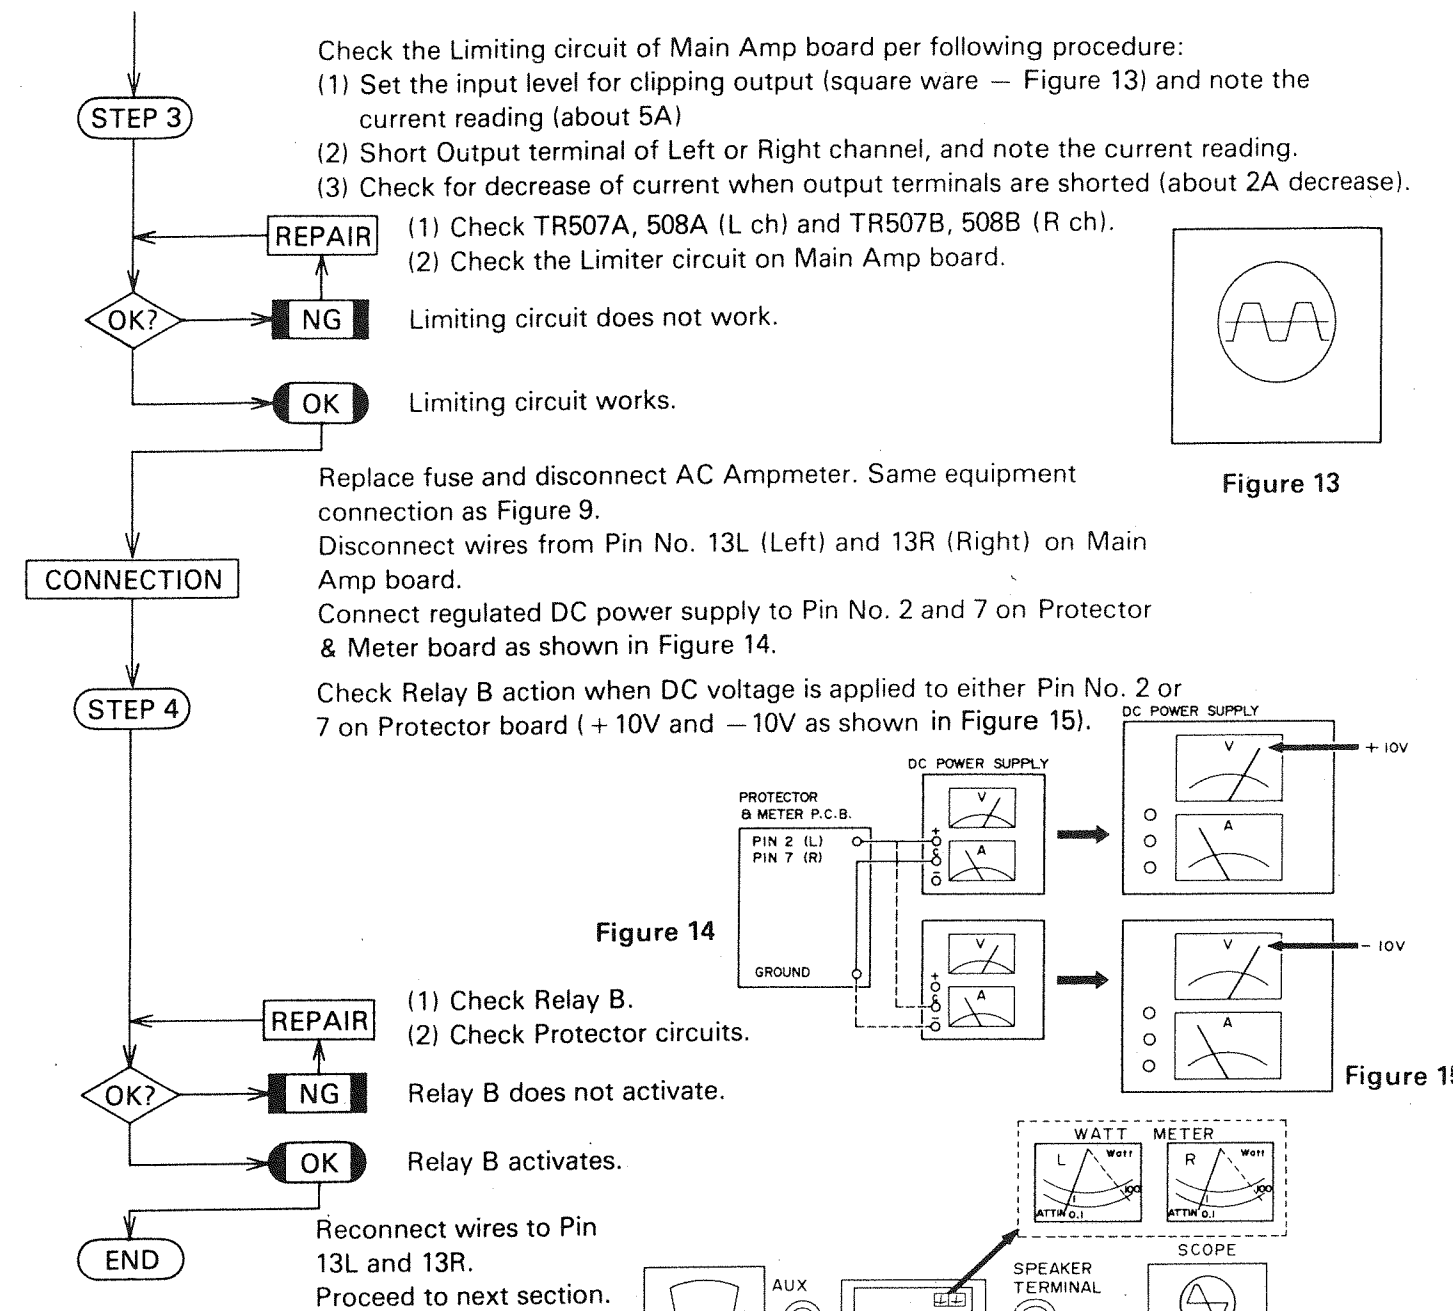 Check the Limiting circuit of Main Amp board per following procedure:
(1) Set the input level for clipping output (square ware — Figure 13) and note the
current reading (about 5A)
STEP 3
(2) Short Output terminal of Left or Right channel, and note the current reading.
(3) Check for decrease of current when output terminals are shorted (about 2A decrease).
REPAIR
(1) Check TR507A, 508A (L ch) and TR507B, 508B (R ch).
(2) Check the Limiter circuit on Main Amp board.
OK?
NG
Limiting circuit does not work.
OK
Limiting circuit works.
Figure 13
Replace fuse and disconnect AC Ampmeter. Same equipment
connection as Figure 9.
Disconnect wires from Pin No. 13L (Left) and 13R (Right) on Main
Amp board.
CONNECTION
Connect regulated DC power supply to Pin No. 2 and 7 on Protector
& Meter board as shown in Figure 14.
STEP 4
Check Relay B action when DC voltage is applied to either Pin No. 2 or
7 on Protector board (+10V and —10V as shown in Figure 15).
DC POWER SUPPLY
V
+10V
A
DC POWER SUPPLY
V
+
C
A
-
PROTECTOR
& METER P.C.B.
PIN 2 (L)
PIN 7 (R)
GROUND
Figure 14
V
+
C
A
-
V
-10V
A
Figure 1
REPAIR
(1) Check Relay B.
(2) Check Protector circuits.
OK?
NG
Relay B does not activate.
OK
Relay B activates.
END
Reconnect wires to Pin
13L and 13R.
Proceed to next section.
WATT METER
L
Watt
100
ATTIN 0.1
R
Watt
100
ATTIN 0.1
AUX
SPEAKER
TERMINAL
SCOPE